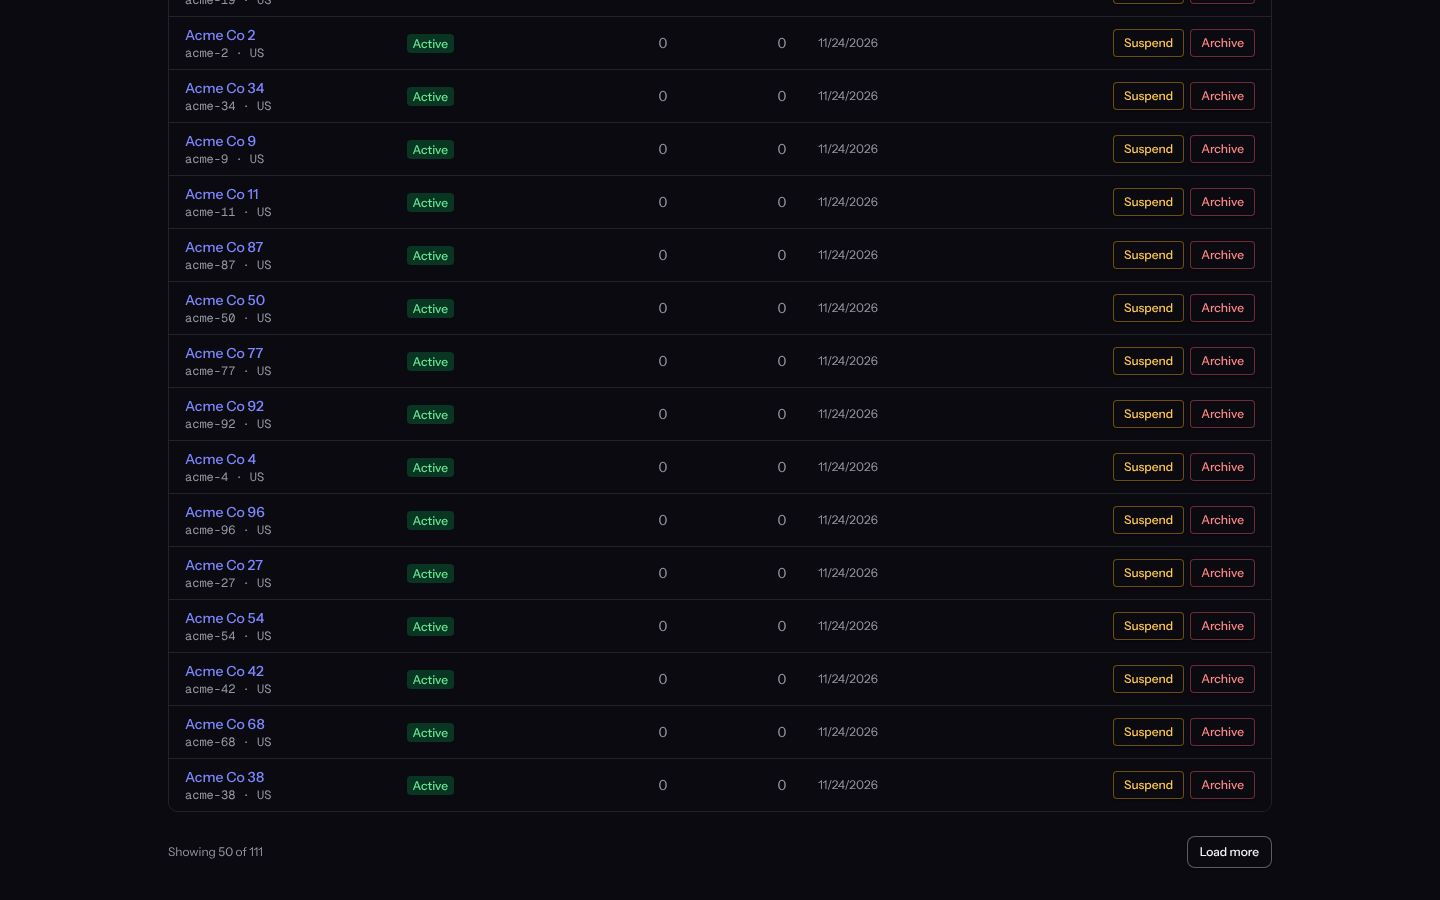 acme-19 · US
Acme Co 2
acme-2 · US
Active 0 0 11/24/2026 Suspend Archive
Acme Co 34
acme-34 · US
Active 0 0 11/24/2026 Suspend Archive
Acme Co 9
acme-9 · US
Active 0 0 11/24/2026 Suspend Archive
Acme Co 11
acme-11 · US
Active 0 0 11/24/2026 Suspend Archive
Acme Co 87
acme-87 · US
Active 0 0 11/24/2026 Suspend Archive
Acme Co 50
acme-50 · US
Active 0 0 11/24/2026 Suspend Archive
Acme Co 77
acme-77 · US
Active 0 0 11/24/2026 Suspend Archive
Acme Co 92
acme-92 · US
Active 0 0 11/24/2026 Suspend Archive
Acme Co 4
acme-4 · US
Active 0 0 11/24/2026 Suspend Archive
Acme Co 96
acme-96 · US
Active 0 0 11/24/2026 Suspend Archive
Acme Co 27
acme-27 · US
Active 0 0 11/24/2026 Suspend Archive
Acme Co 54
acme-54 · US
Active 0 0 11/24/2026 Suspend Archive
Acme Co 42
acme-42 · US
Active 0 0 11/24/2026 Suspend Archive
Acme Co 68
acme-68 · US
Active 0 0 11/24/2026 Suspend Archive
Acme Co 38
acme-38 · US
Active 0 0 11/24/2026 Suspend Archive
Showing 50 of 111
Load more